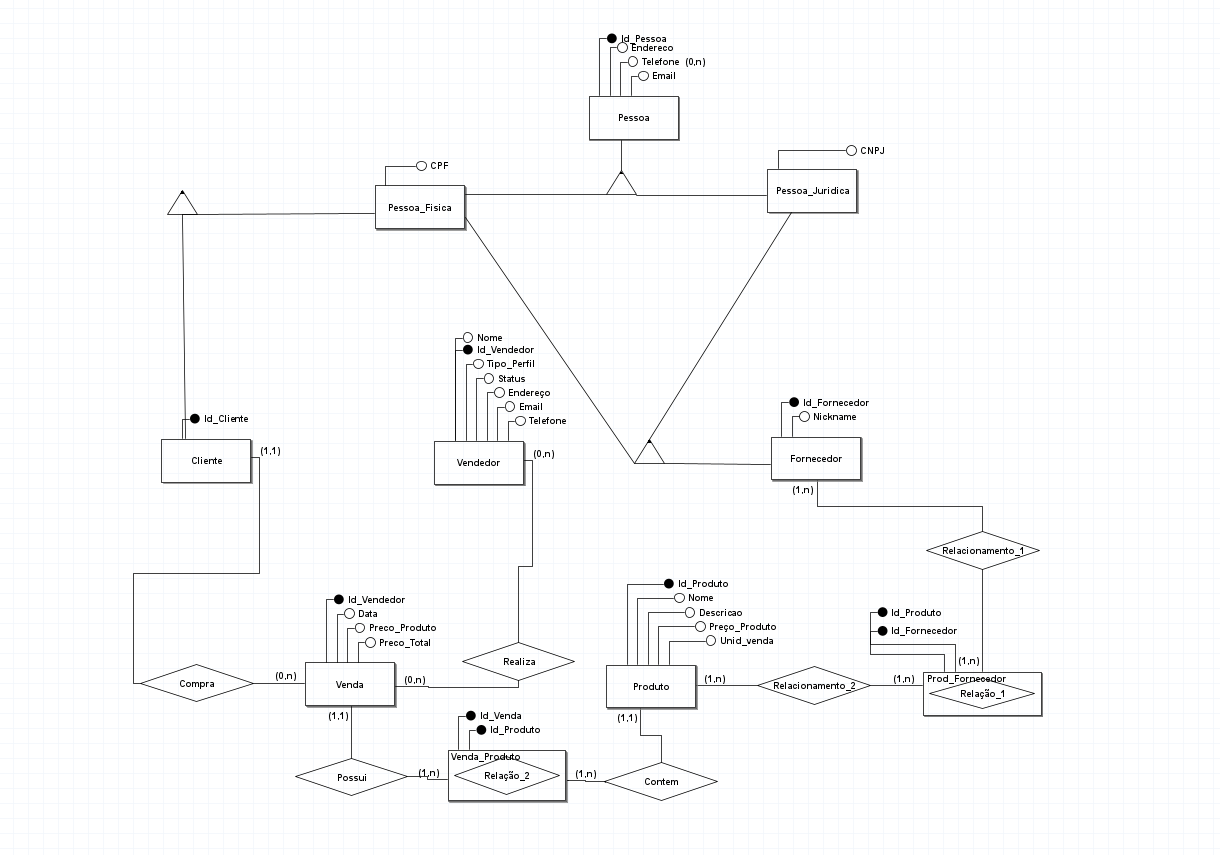 Id_Pessoa
Endereco
Telefone (0,n)
Email
Pessoa
CPF
CNPJ
Pessoa_Fisica
Pessoa_Juridica
Nome
Id_Vendedor
Tipo_Perfil
Status
Endereço
Email
Telefone
Id_Cliente
Id_Fornecedor
Nickname
Cliente
(1,1)
Vendedor
(0,n)
Fornecedor
(1,n)
Relacionamento_1
Id_Vendedor
Data
Preco_Produto
Preco_Total
Id_Produto
Nome
Descricao
Preço_Produto
Unid_venda
Id_Produto
Id_Fornecedor
(1,n)
Compra
(0,n)
Venda
(0,n)
Realiza
Produto
(1,n)
Relacionamento_2
(1,n)
Prod_Fornecedor
Relação_1
(1,1)
Id_Venda
Id_Produto
(1,1)
Possui
(1,n)
Venda_Produto
Relação_2
(1,n)
Contem